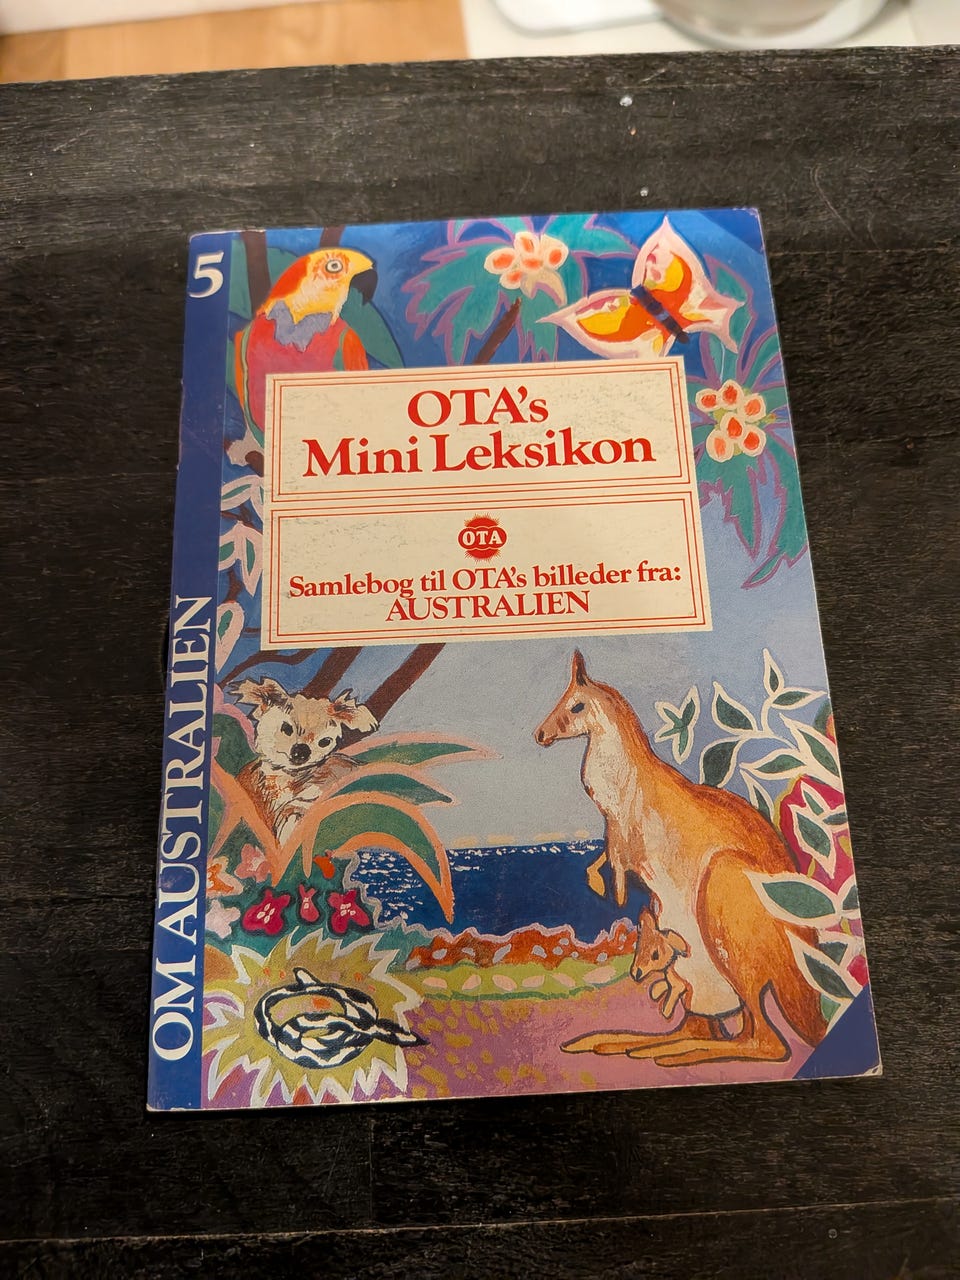 5
OTA's
Mini Leksikon
OTA
Samlebog til OTA's billeder fra:
AUSTRALIEN
OM AUSTRALIEN